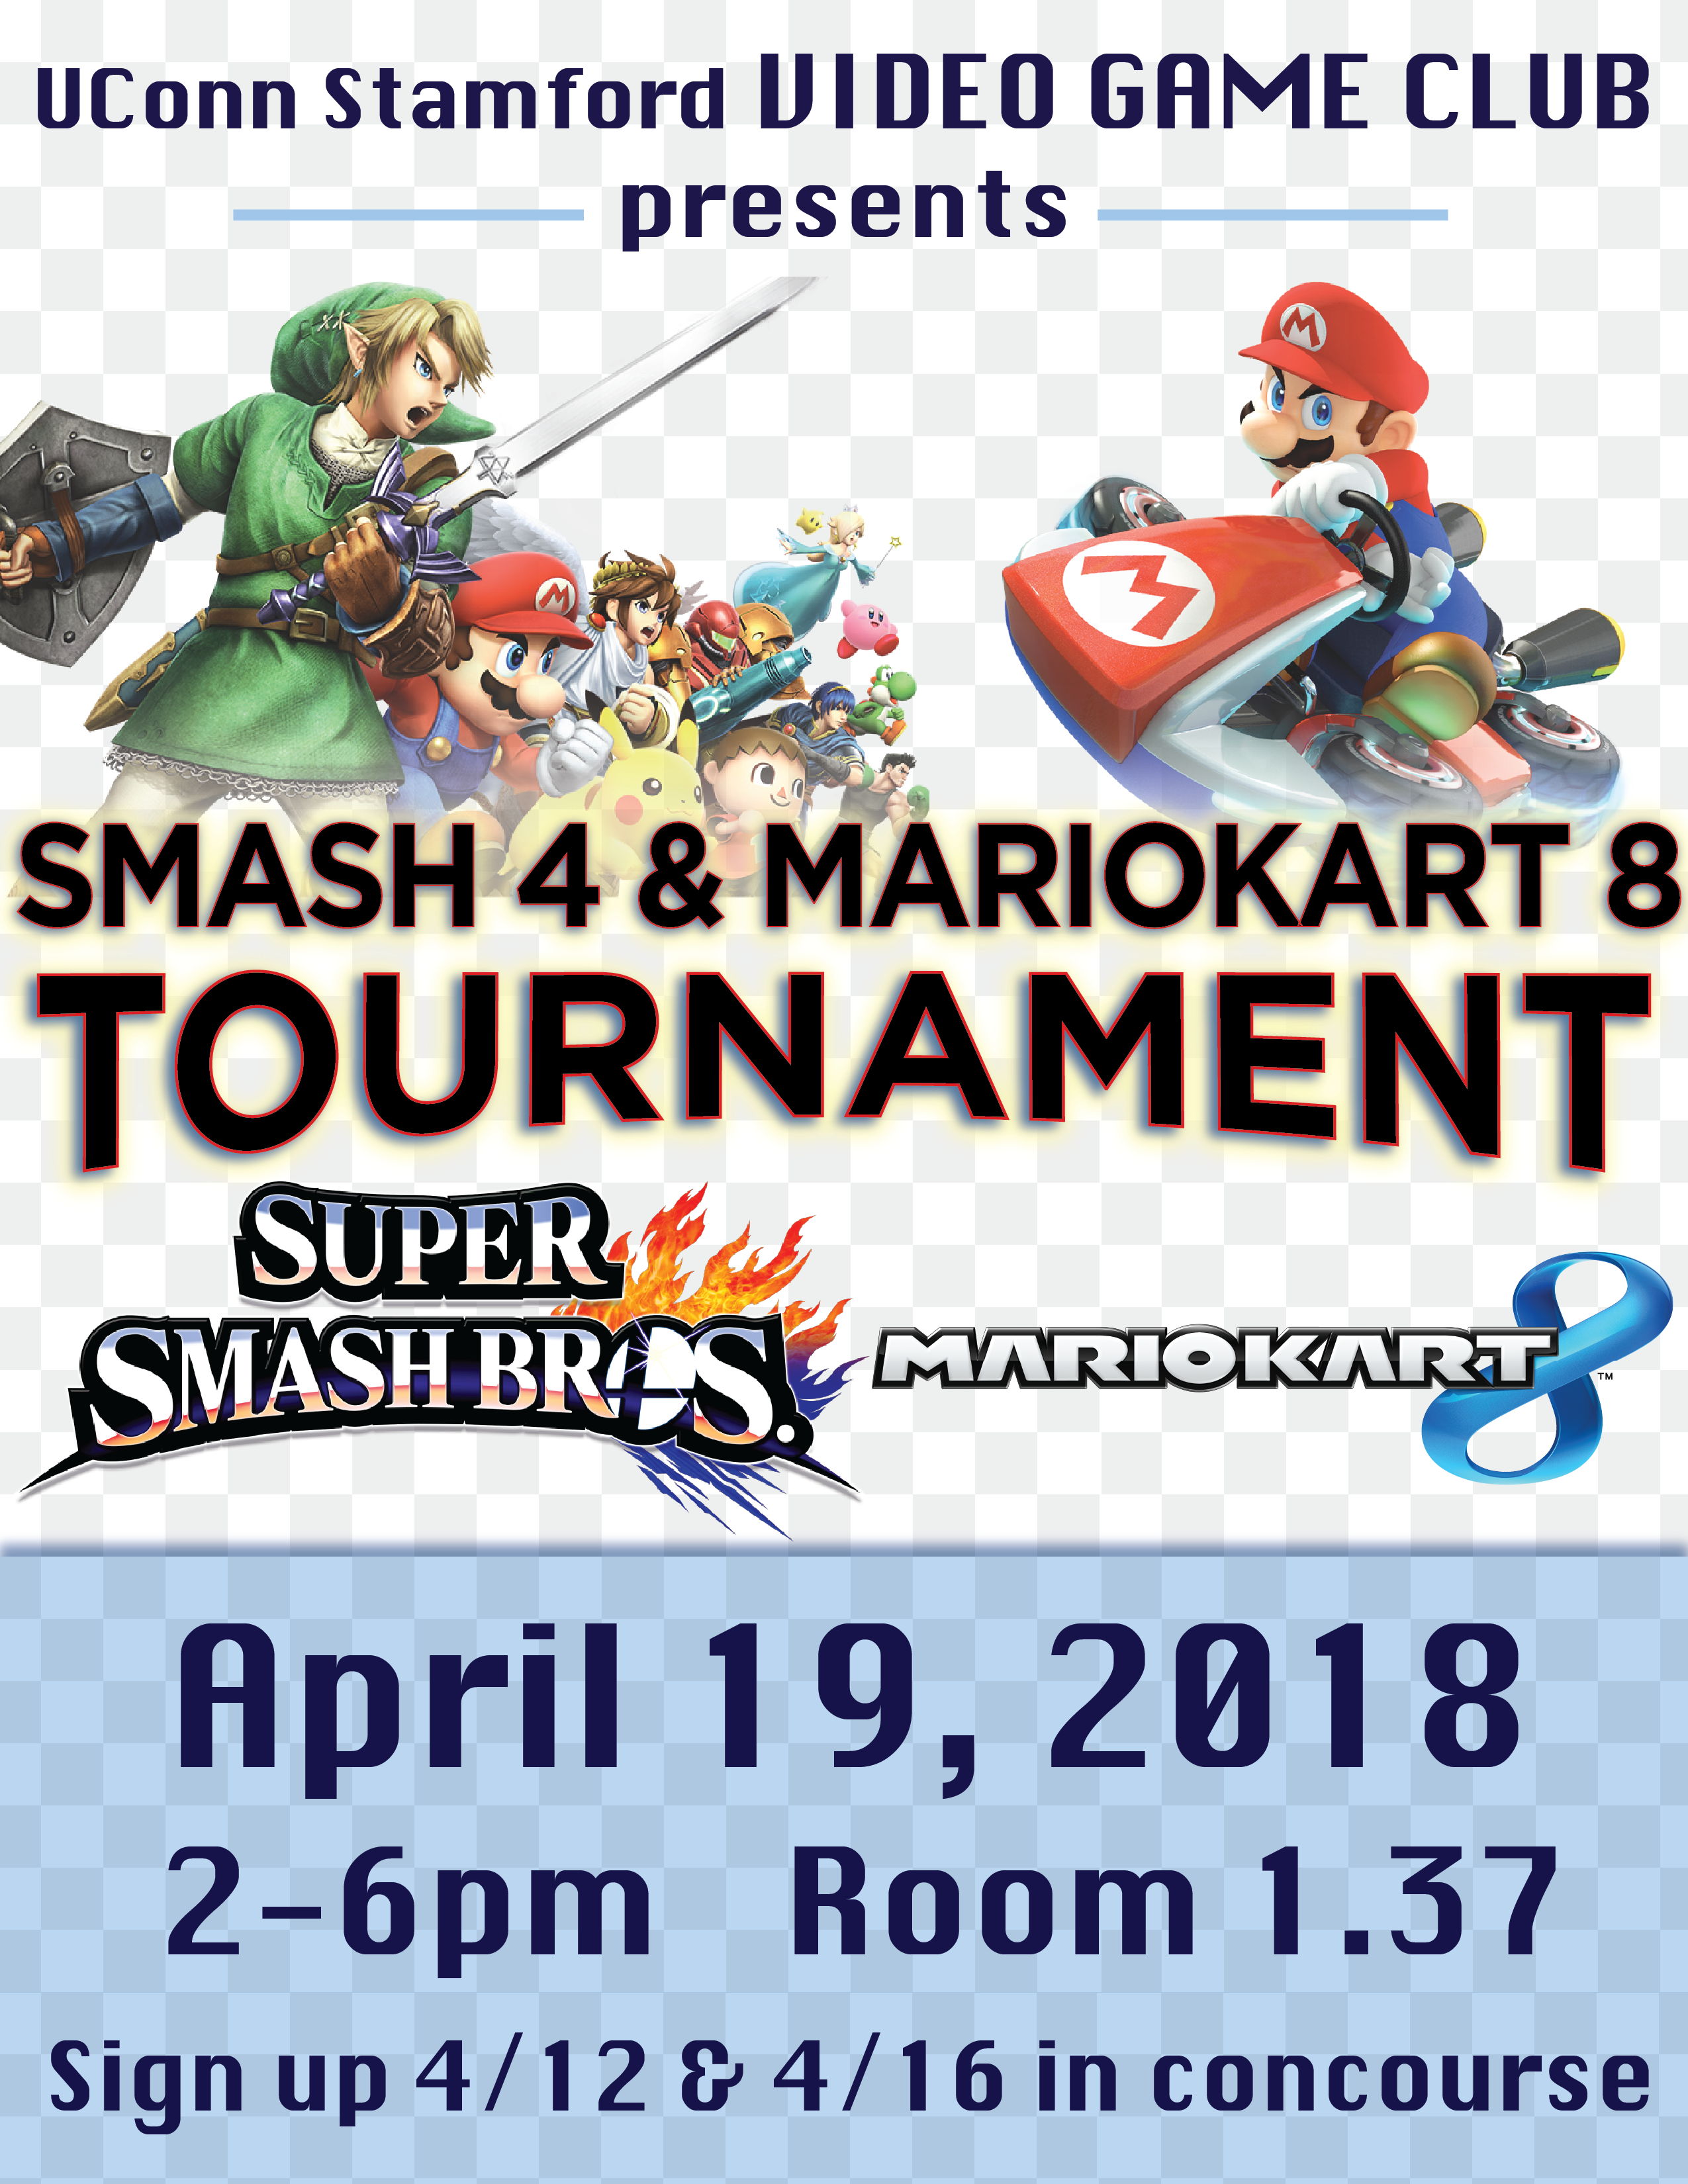 UConn Stamford VIDEO GAME CLUB
presents
M
M
M
SMASH 4 & MARIOKART 8
TOURNAMENT
SUPER
SMASH BROS.
MARIOKART 8 ™
April 19, 2018
2-6pm Room 1.37
Sign up 4/12 & 4/16 in concourse